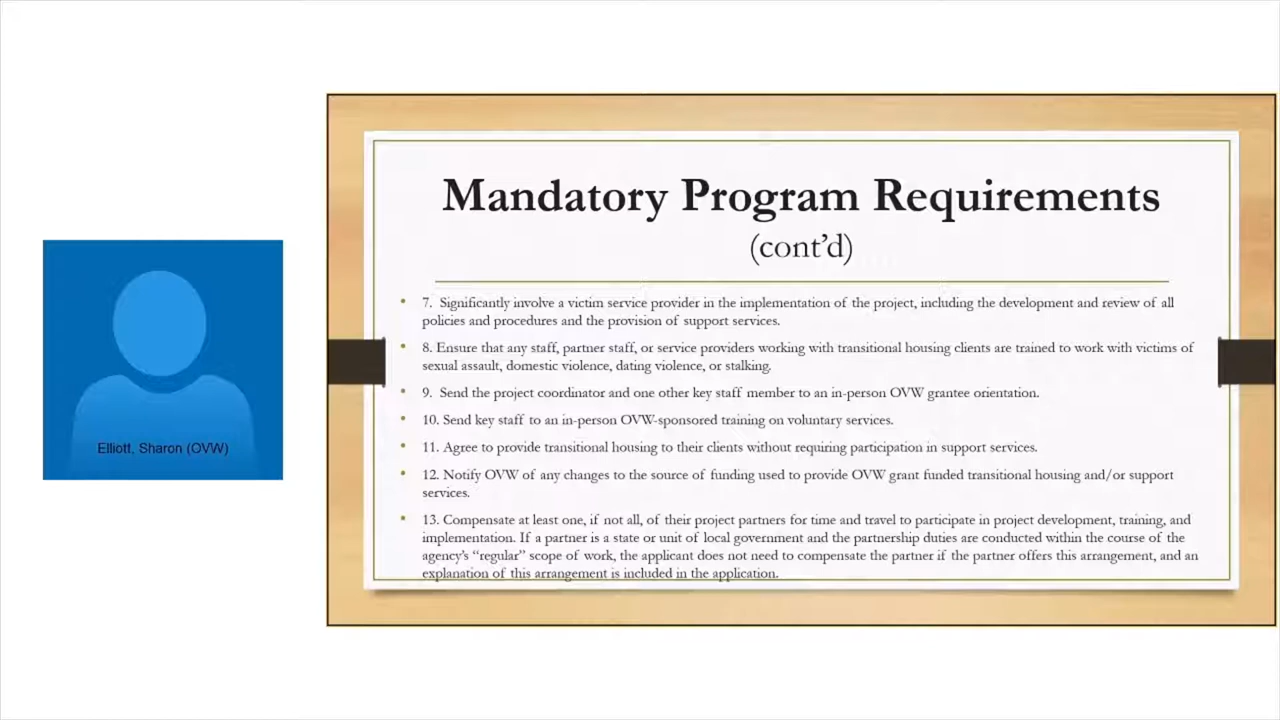 Mandatory Program Requirements
(cont’d)
• 7.  Significantly involve a victim service provider in the implementation of the project, including the development and review of all
policies and procedures and the provision of support services.
• 8. Ensure that any staff, partner staff, or service providers working with transitional housing clients are trained to work with victims of
sexual assault, domestic violence, dating violence, or stalking.
• 9.  Send the project coordinator and one other key staff member to an in-person OVW grantee orientation.
• 10. Send key staff to an in-person OVW-sponsored training on voluntary services.
• 11. Agree to provide transitional housing to their clients without requiring participation in support services.
• 12. Notify OVW of any changes to the source of funding used to provide OVW grant funded transitional housing and/or support
services.
• 13. Compensate at least one, if not all, of their project partners for time and travel to participate in project development, training, and
implementation. If a partner is a state or unit of local government and the partnership duties are conducted within the course of the
agency’s “regular” scope of work, the applicant does not need to compensate the partner if the partner offers this arrangement, and an
explanation of this arrangement is included in the application.
Elliott, Sharon (OVW)